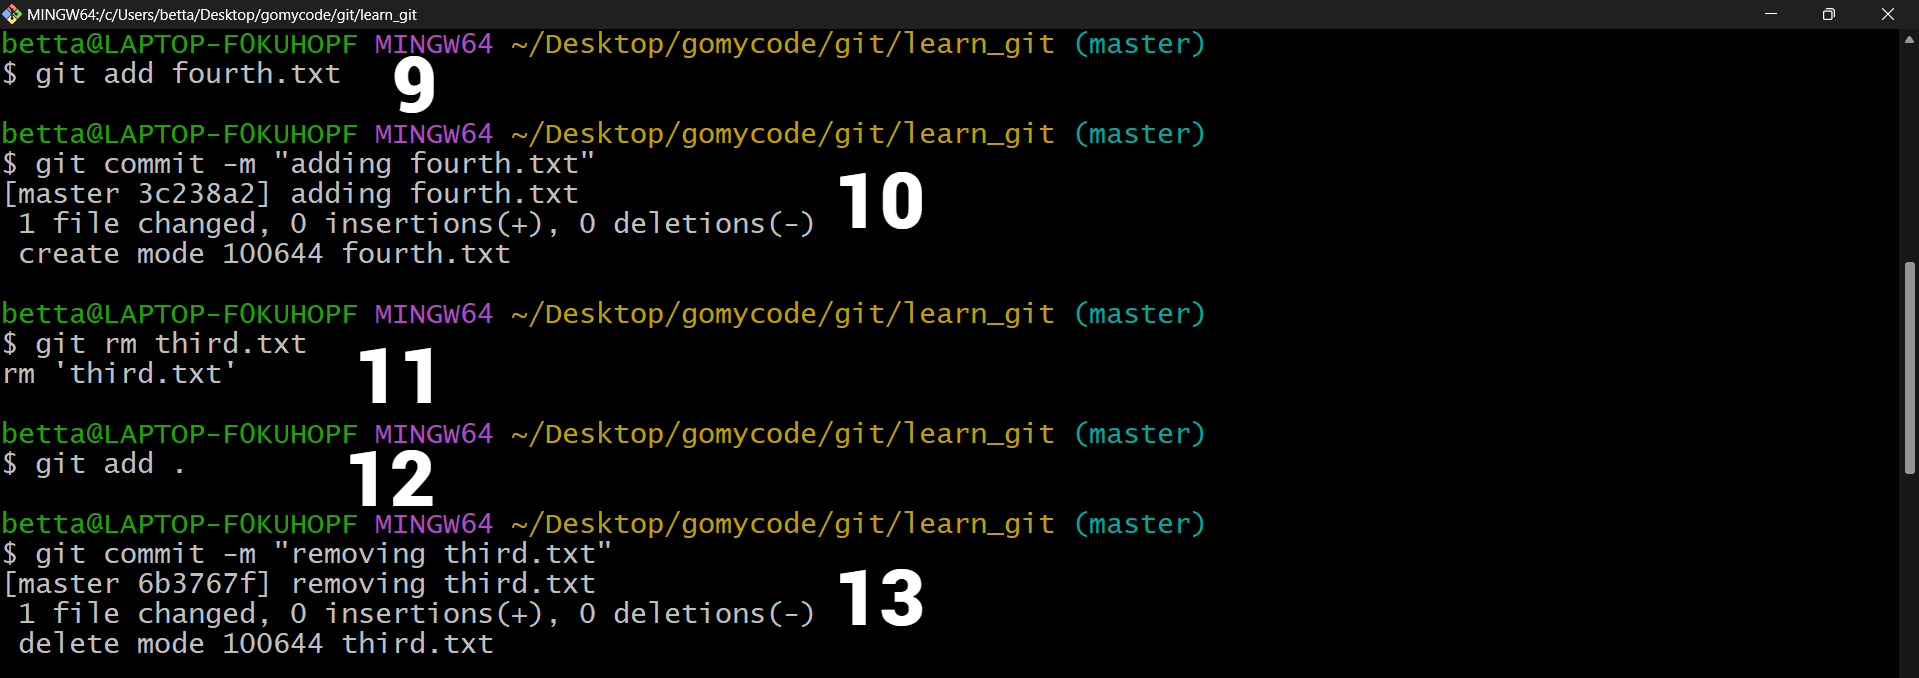 MINGW64:/c/Users/betta/Desktop/gomycode/git/learn_git
betta@LAPTOP-F0KUHOPF MINGW64 ~/Desktop/gomycode/git/learn_git (master)
$ git add fourth.txt
9
betta@LAPTOP-F0KUHOPF MINGW64 ~/Desktop/gomycode/git/learn_git (master)
$ git commit -m "adding fourth.txt"
[master 3c238a2] adding fourth.txt
10
1 file changed, 0 insertions(+), 0 deletions(-)
create mode 100644 fourth.txt
betta@LAPTOP-F0KUHOPF MINGW64 ~/Desktop/gomycode/git/learn_git (master)
$ git rm third.txt
rm 'third.txt'
11
betta@LAPTOP-F0KUHOPF MINGW64 ~/Desktop/gomycode/git/learn_git (master)
$ git add .
12
betta@LAPTOP-F0KUHOPF MINGW64 ~/Desktop/gomycode/git/learn_git (master)
$ git commit -m "removing third.txt"
[master 6b3767f] removing third.txt
13
1 file changed, 0 insertions(+), 0 deletions(-)
delete mode 100644 third.txt